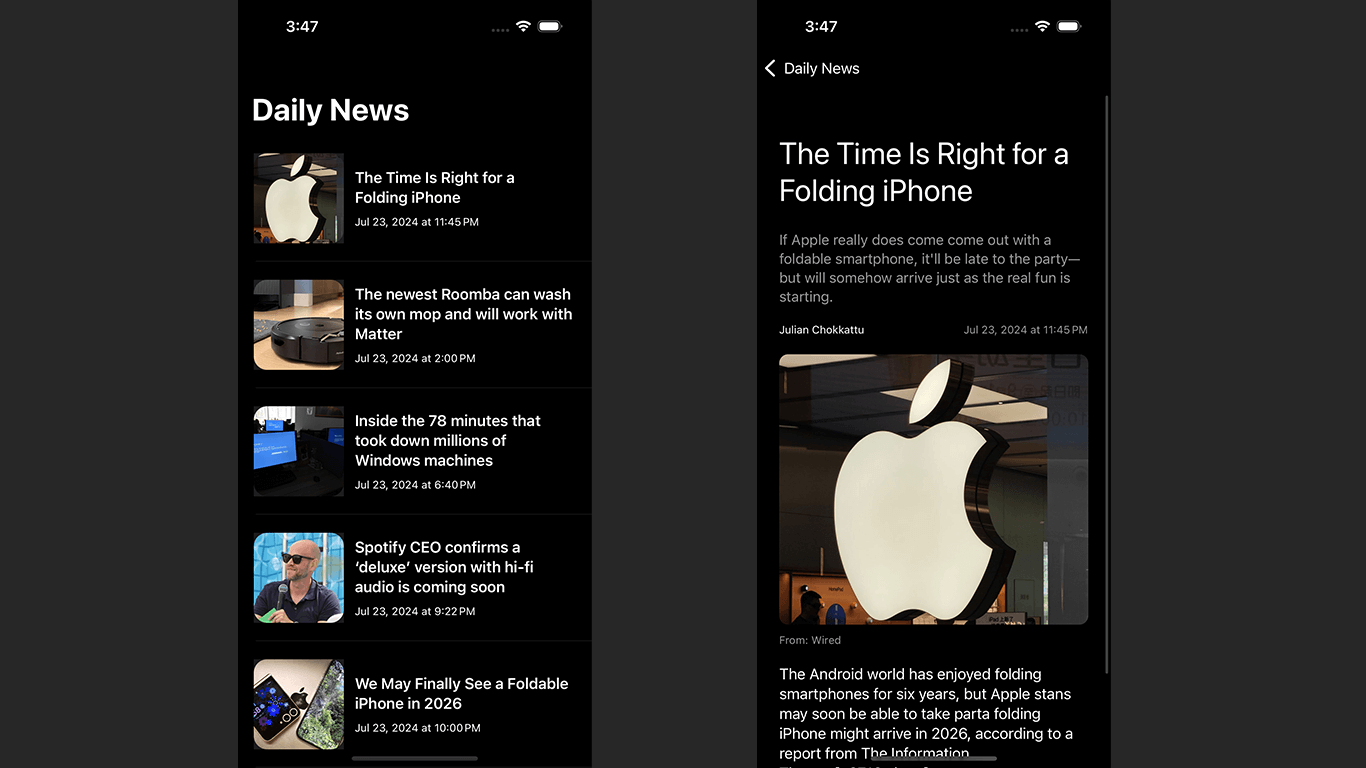 3:47
Daily News
The Time Is Right for a
Folding iPhone
Jul 23, 2024 at 11:45 PM
The newest Roomba can wash
its own mop and will work with
Matter
Jul 23, 2024 at 2:00 PM
Inside the 78 minutes that
took down millions of
Windows machines
Jul 23, 2024 at 6:40 PM
Spotify CEO confirms a
‘deluxe’ version with hi-fi
audio is coming soon
Jul 23, 2024 at 9:22 PM
We May Finally See a Foldable
iPhone in 2026
Jul 23, 2024 at 10:00 PM
3:47
Daily News
The Time Is Right for a
Folding iPhone
If Apple really does come come out with a
foldable smartphone, it'll be late to the party—
but will somehow arrive just as the real fun is
starting.
Julian Chokkattu
Jul 23, 2024 at 11:45 PM
From: Wired
The Android world has enjoyed folding
smartphones for six years, but Apple stans
may soon be able to take parta folding
iPhone might arrive in 2026, according to a
report from The Information.